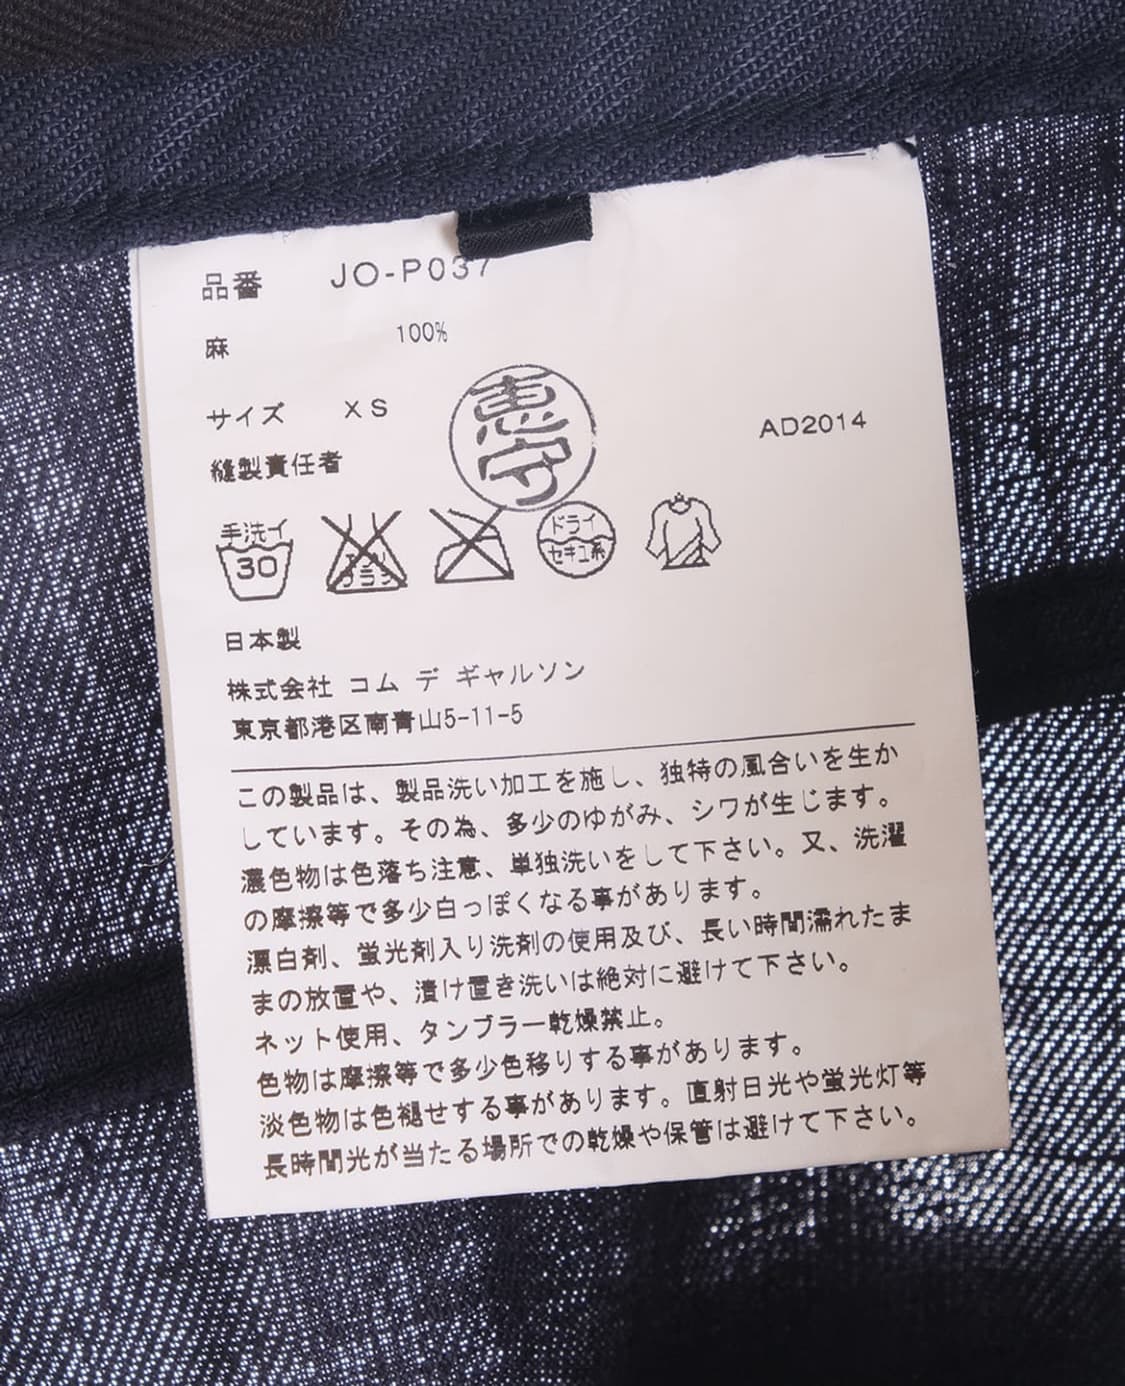 品番 JO-P037
麻 100%
サイズ XS
恵守
AD2014
縫製責任者
手洗イ
30
エンソ
ドライ
セキユ系
日本製
株式会社 コム デ ギャルソン
東京都港区南青山5-11-5
この製品は、製品洗い加工を施し、独特の風合いを生か
しています。その為、多少のゆがみ、シワが生じます。
濃色物は色落ち注意、単独洗いをして下さい。又、洗濯
の摩擦等で多少白っぽくなる事があります。
漂白剤、蛍光剤入り洗剤の使用及び、長い時間濡れたま
まの放置や、漬け置き洗いは絶対に避けて下さい。
ネット使用、タンブラー乾燥禁止。
色物は摩擦等で多少色移りする事があります。
淡色物は色褪せする事があります。直射日光や蛍光灯等
長時間光が当たる場所での乾燥や保管は避けて下さい。